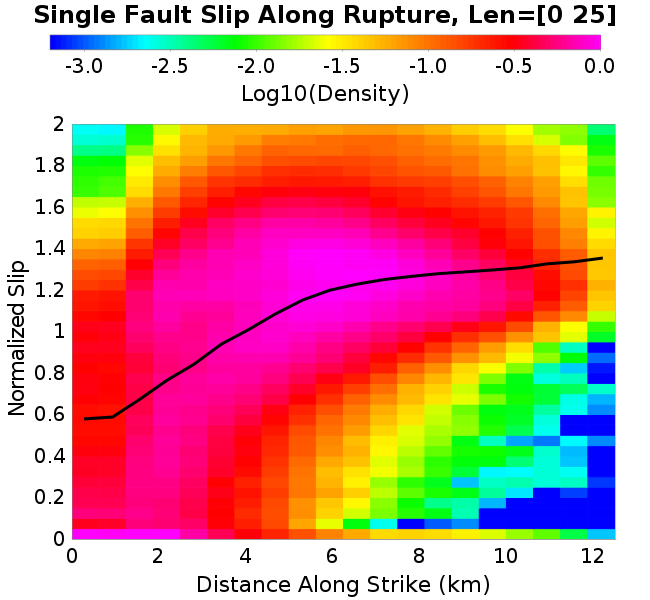 Single Fault Slip Along Rupture, Len=[0 25]
-3.0 -2.5 -2.0 -1.5 -1.0 -0.5 0.0
Log10(Density)
2
1.8
1.6
1.4
1.2
1
0.8
0.6
0.4
0.2
0
Normalized Slip
0 2 4 6 8 10 12
Distance Along Strike (km)